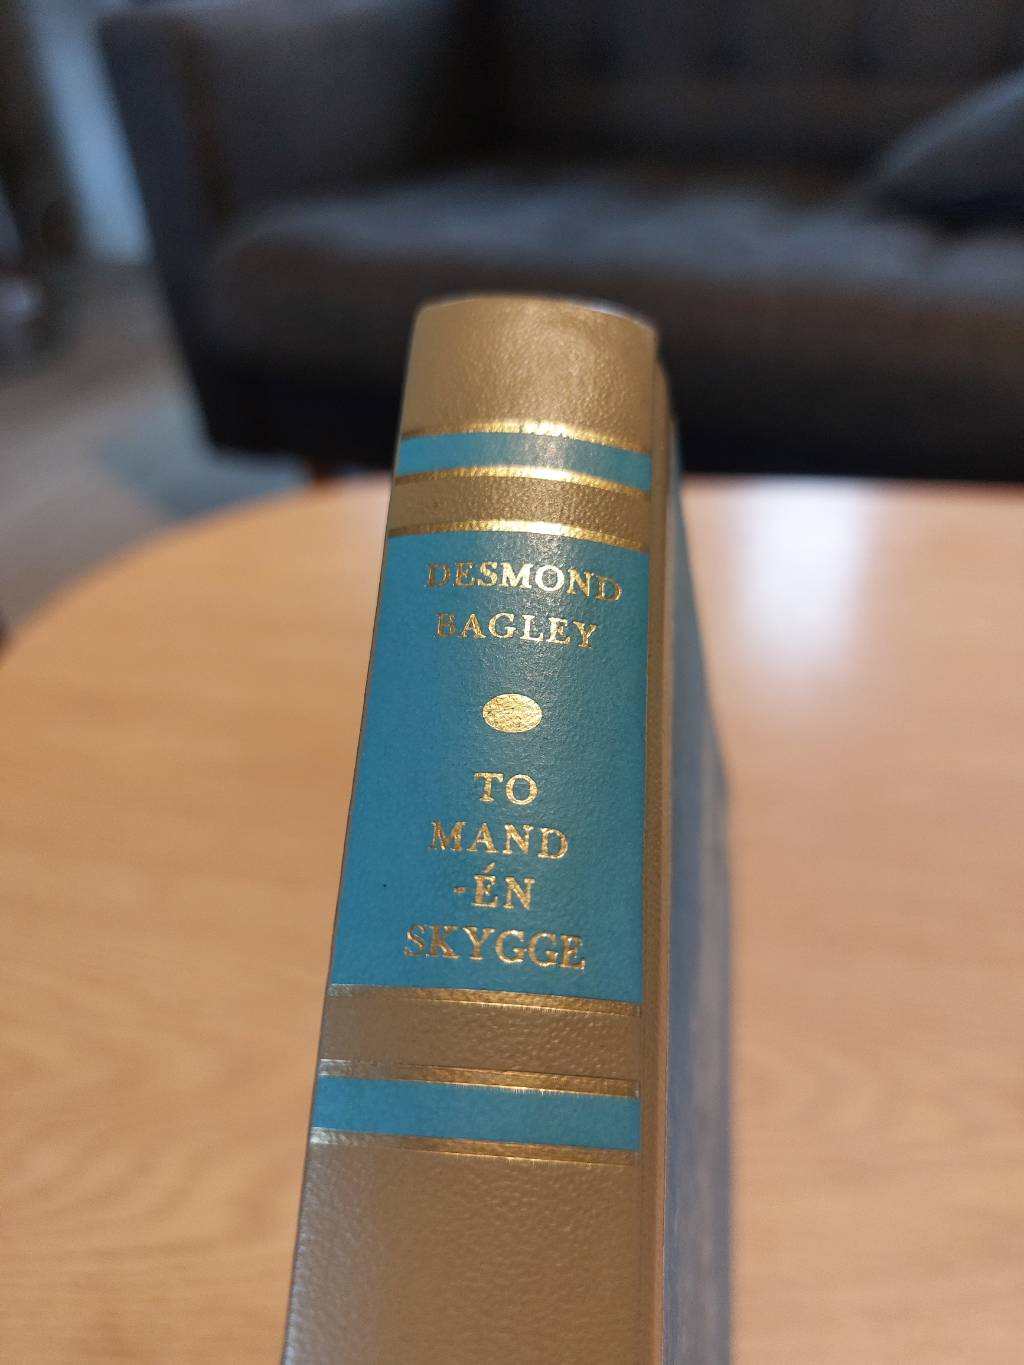 DESMOND
BAGLEY
TO
MAND
-ÉN
SKYGGE